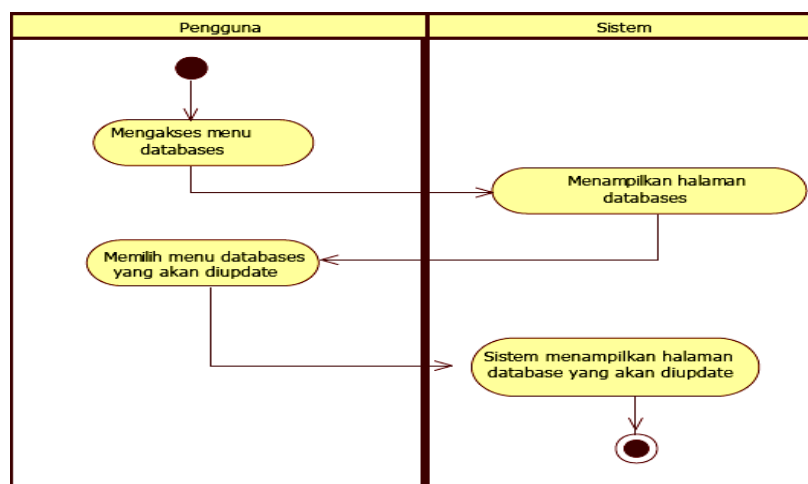 Pengguna
Sistem
Mengakses menu
databases
Menampilkan halaman
databases
Memilih menu databases
yang akan diupdate
Sistem menampilkan halaman
database yang akan diupdate